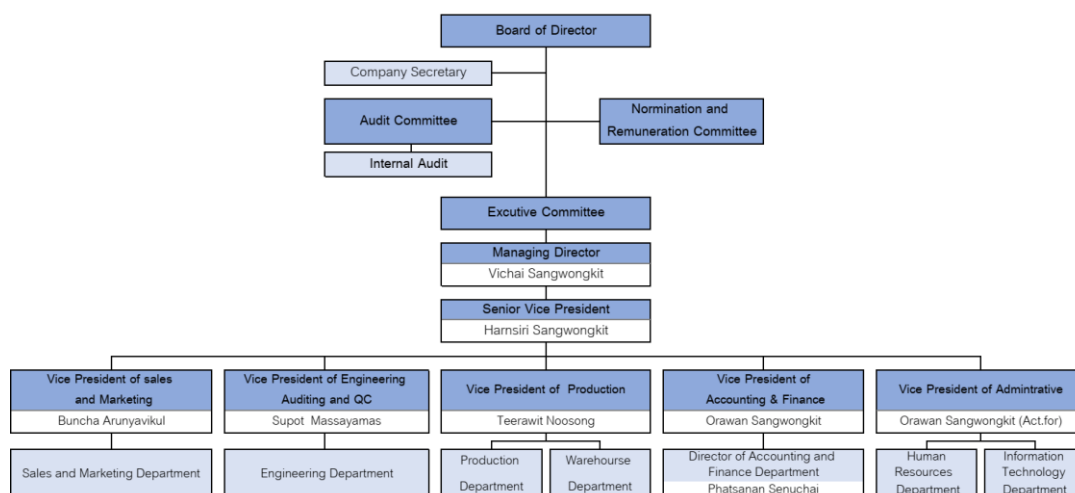 Board of Director
Company Secretary
Audit Committee
Normination and
Remuneration Committee
Internal Audit
Excutive Committee
Managing Director
Vichai Sangwongkit
Senior Vice President
Harnsiri Sangwongkit
Vice President of sales
and Marketing
Buncha Arunyavikul
Sales and Marketing Department
Vice President of Engineering
Auditing and QC
Supot Massayamas
Engineering Department
Vice President of Production
Teerawit Noosong
Production
Department
Warehourse
Department
Vice President of
Accounting & Finance
Orawan Sangwongkit
Director of Accounting and
Finance Department
Phatsanan Senuchai
Vice President of Admintrative
Orawan Sangwongkit (Act.for)
Human
Resources
Department
Information
Technology
Department